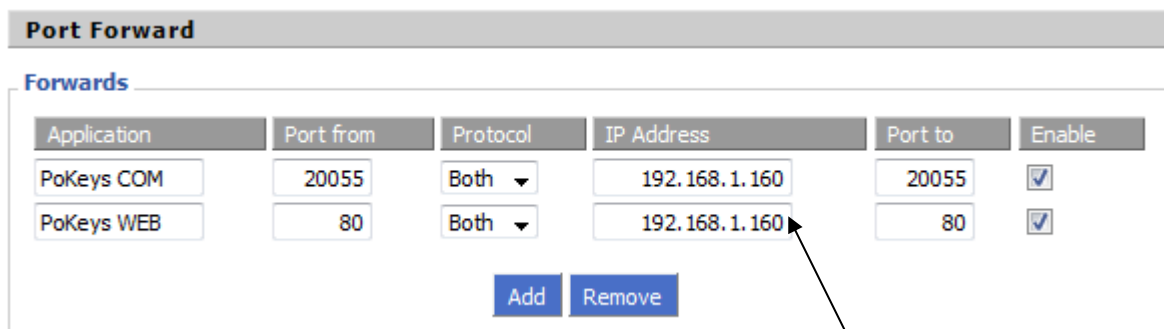 Port Forward
Forwards
Application Port from Protocol IP Address Port to Enable
PoKeys COM 20055 Both 192.168.1.160 20055
PoKeys WEB 80 Both 192.168.1.160 80
Add Remove